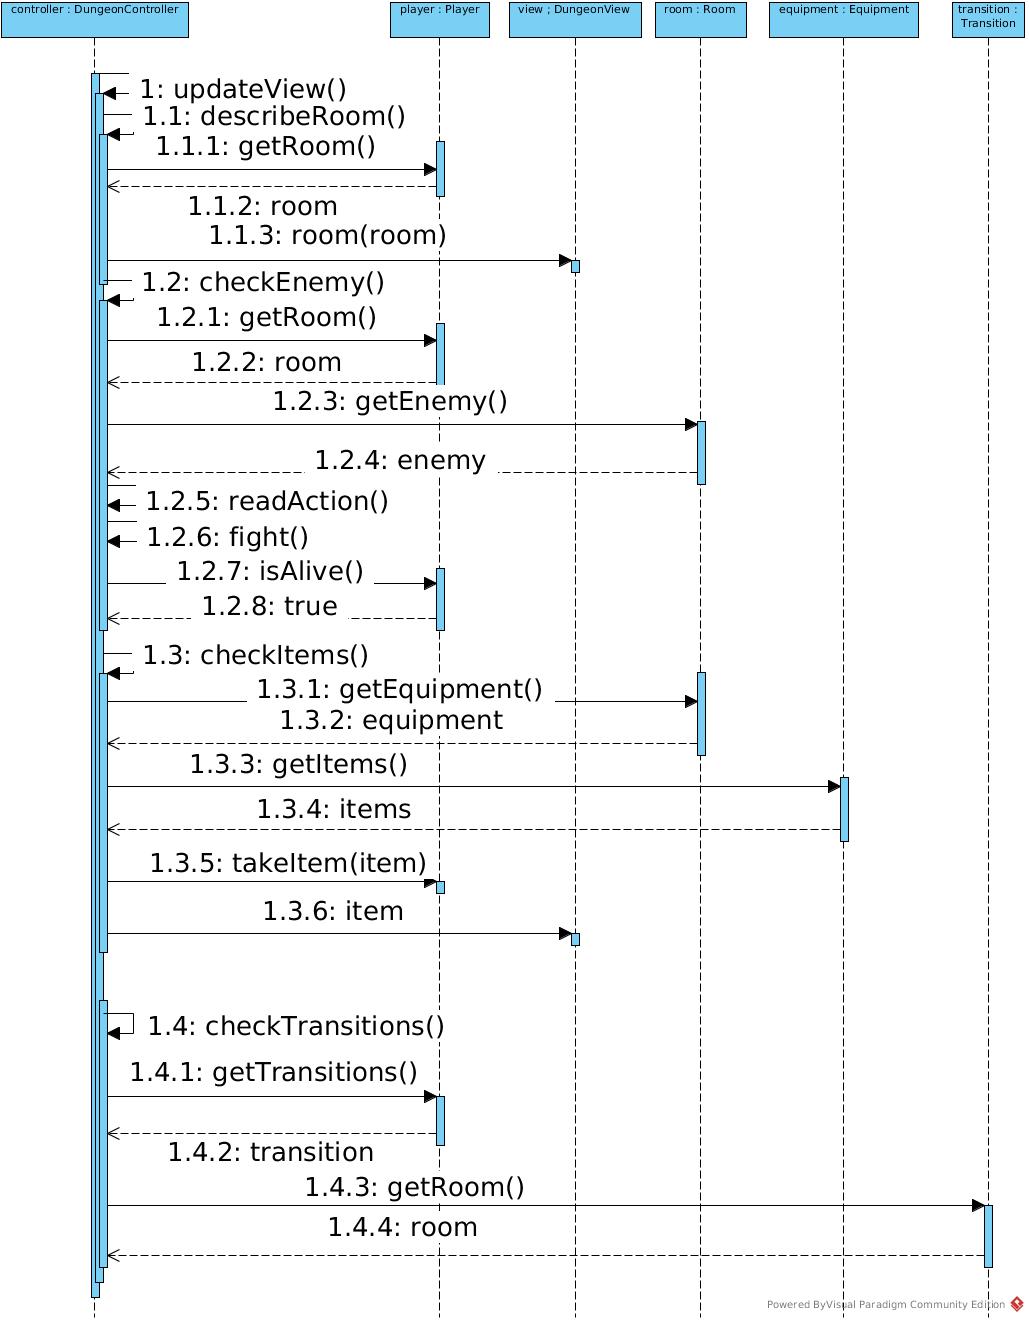 controller : DungeonController
player : Player
view ; DungeonView
room : Room
equipment : Equipment
transition :
Transition
1: updateView()
1.1: describeRoom()
1.1.1: getRoom()
1.1.2: room
1.1.3: room(room)
1.2: checkEnemy()
1.2.1: getRoom()
1.2.2: room
1.2.3: getEnemy()
1.2.4: enemy
1.2.5: readAction()
1.2.6: fight()
1.2.7: isAlive()
1.2.8: true
1.3: checkItems()
1.3.1: getEquipment()
1.3.2: equipment
1.3.3: getItems()
1.3.4: items
1.3.5: takeItem(item)
1.3.6: item
1.4: checkTransitions()
1.4.1: getTransitions()
1.4.2: transition
1.4.3: getRoom()
1.4.4: room
Powered ByVisual Paradigm Community Edition